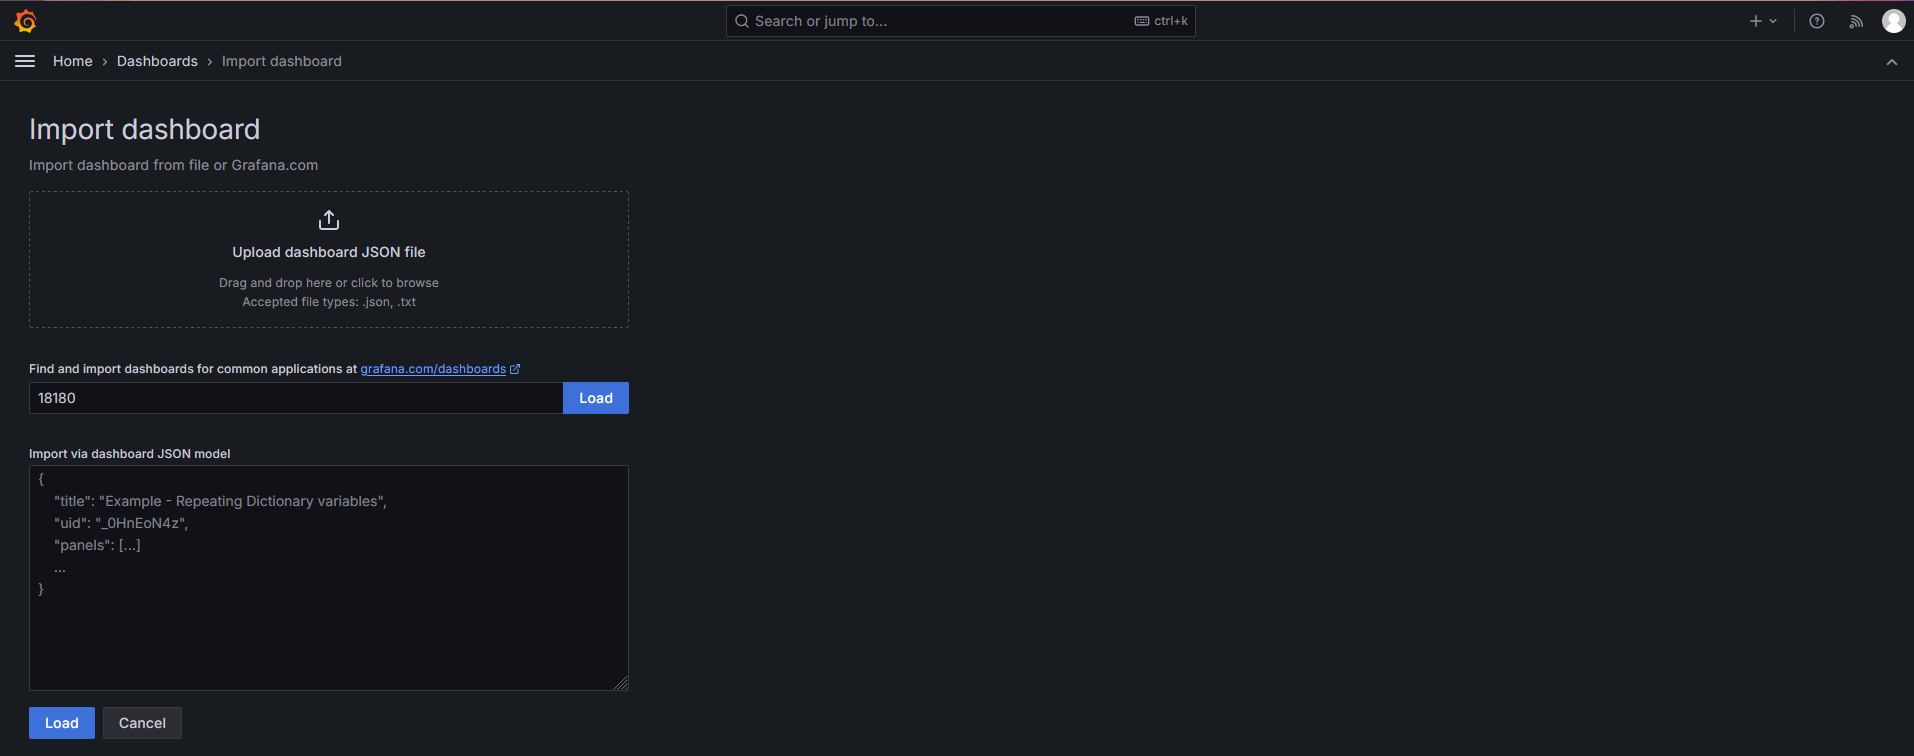 Search or jump to...
ctrl+k
Home
Dashboards
Import dashboard
Import dashboard
Import dashboard from file or Grafana.com
Upload dashboard JSON file
Drag and drop here or click to browse
Accepted file types: .json, .txt
Find and import dashboards for common applications at grafana.com/dashboards
18180
Load
Import via dashboard JSON model
{
"title": "Example - Repeating Dictionary variables",
"uid": "_0HnEoN4z",
"panels": [...]
...
}
Load
Cancel